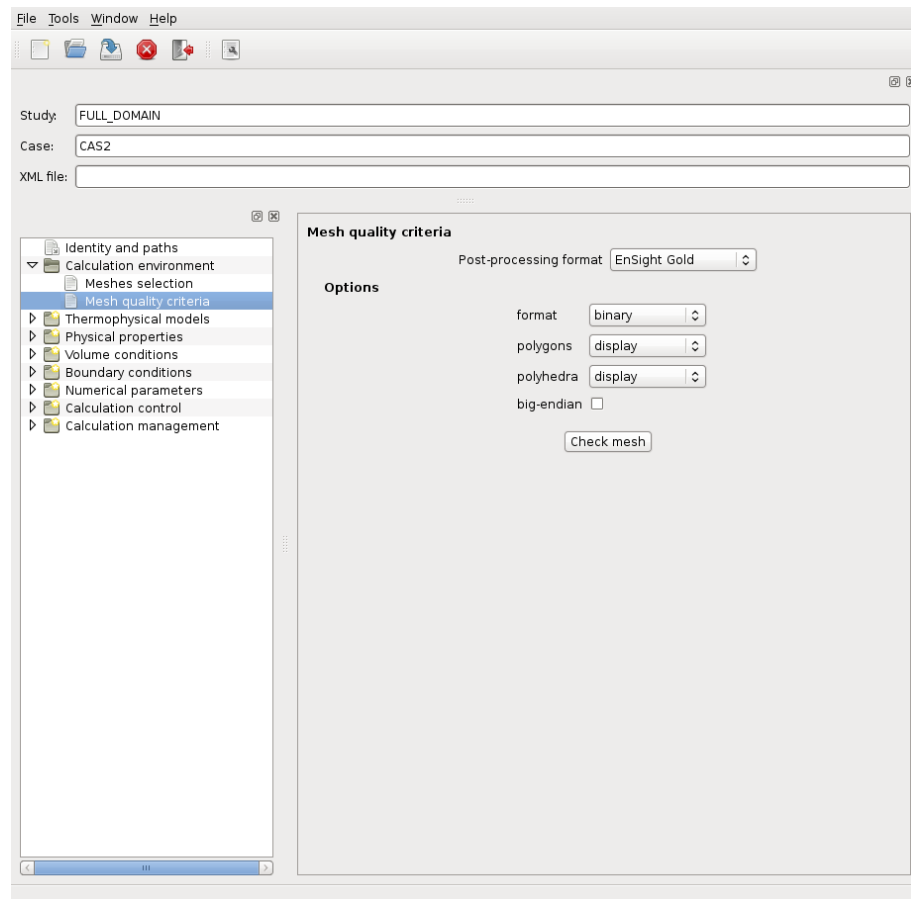 File Tools Window Help
Study: FULL_DOMAIN
Case: CAS2
XML file:
Identity and paths
Calculation environment
Meshes selection
Mesh quality criteria
Thermophysical models
Physical properties
Volume conditions
Boundary conditions
Numerical parameters
Calculation control
Calculation management
Mesh quality criteria
Post-processing format EnSight Gold
Options
format binary
polygons display
polyhedra display
big-endian
Check mesh